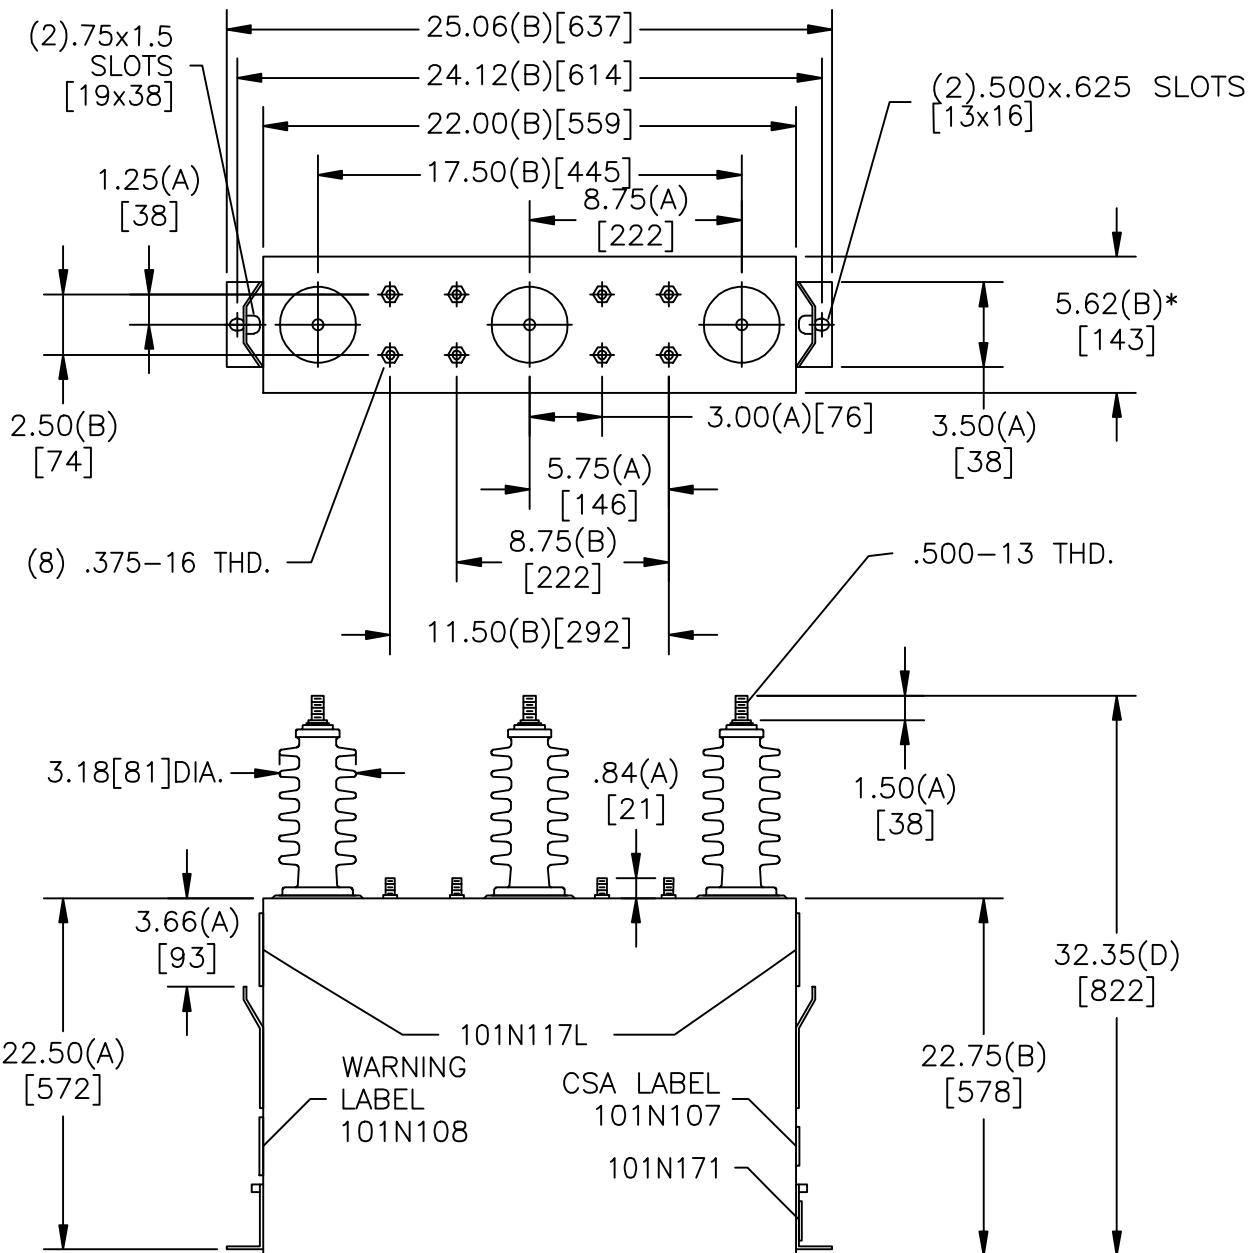 25.06(B)[637]
(2).75x1.5
SLOTS
[19x38]
24.12(B)[614]
(2).500x.625 SLOTS
[13x16]
22.00(B)[559]
17.50(B)[445]
1.25(A)
[38]
8.75(A)
[222]
5.62(B)*
[143]
2.50(B)
[74]
3.00(A)[76]
3.50(A)
[38]
5.75(A)
[146]
(8) .375-16 THD.
8.75(B)
[222]
.500-13 THD.
11.50(B)[292]
3.18[81]DIA.
.84(A)
[21]
1.50(A)
[38]
3.66(A)
[93]
32.35(D)
[822]
101N117L
22.50(A)
[572]
WARNING
LABEL
101N108
CSA LABEL
101N107
22.75(B)
[578]
101N171